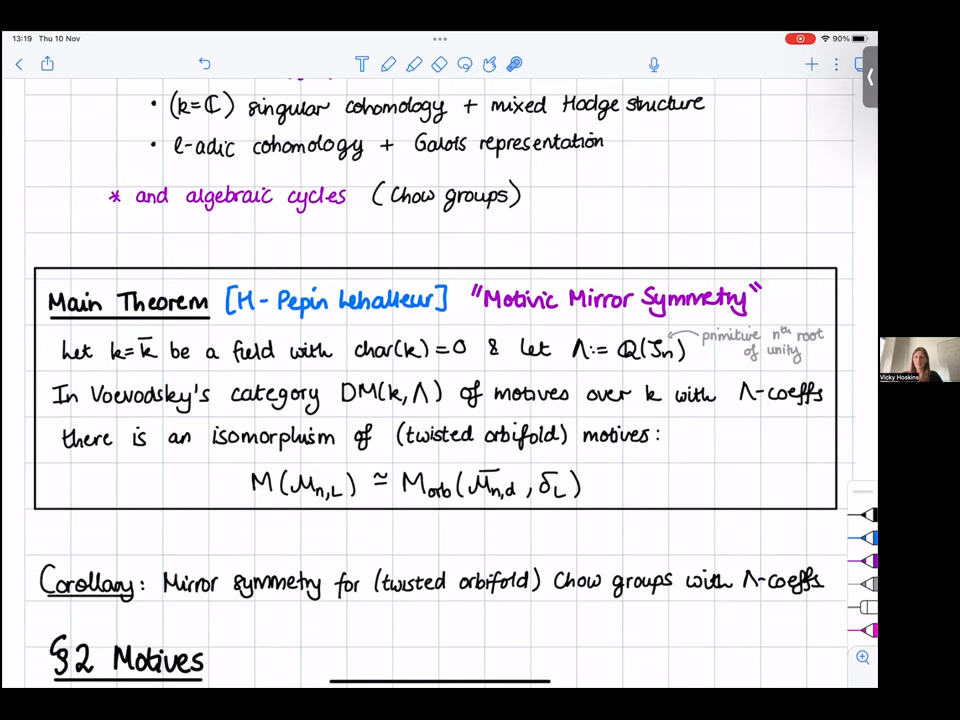 13:19 Thu 10 Nov
90%
• (k=ℂ) singular cohomology + mixed Hodge structure
• ℓ-adic cohomology + Galois representation
* and algebraic cycles (Chow groups)
Main Theorem [H-Pepin Lehalleur] "Motivic Mirror Symmetry"
Let k=k̄ be a field with char(k)=0 & let Λ:= ℚ(ζn) primitive nth root of unity
In Voevodsky's category DM(k,Λ) of motives over k with Λ-coeffs
there is an isomorphism of (twisted orbifold) motives:
M(ℳn,L) ≃ Morb(ℳ̄n,d, δL)
Corollary: Mirror symmetry for (twisted orbifold) Chow groups with Λ-coeffs
§2 Motives
Vicky Hoskins